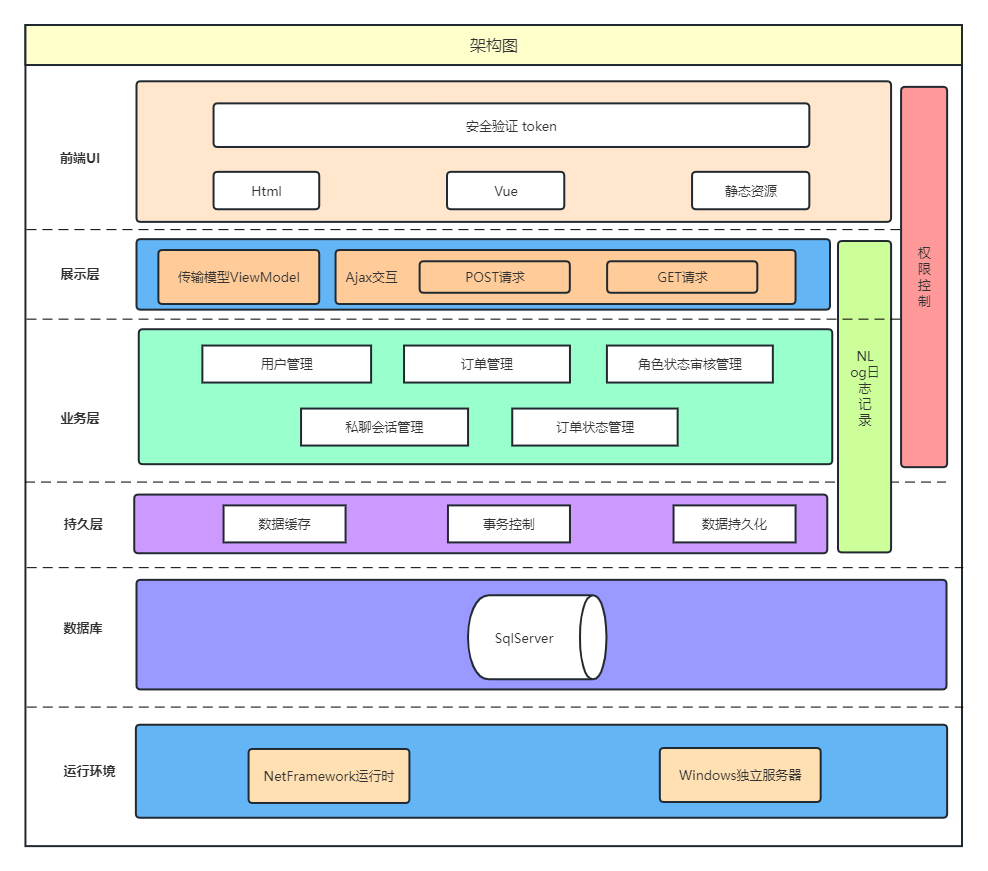 架构图
前端UI
安全验证 token
Html
Vue
静态资源
权
限
控
制
展示层
传输模型ViewModel
Ajax交互
POST请求
GET请求
业务层
用户管理
订单管理
角色状态审核管理
私聊会话管理
订单状态管理
NL
og日
志
记
录
持久层
数据缓存
事务控制
数据持久化
数据库
SqlServer
运行环境
NetFramework运行时
Windows独立服务器